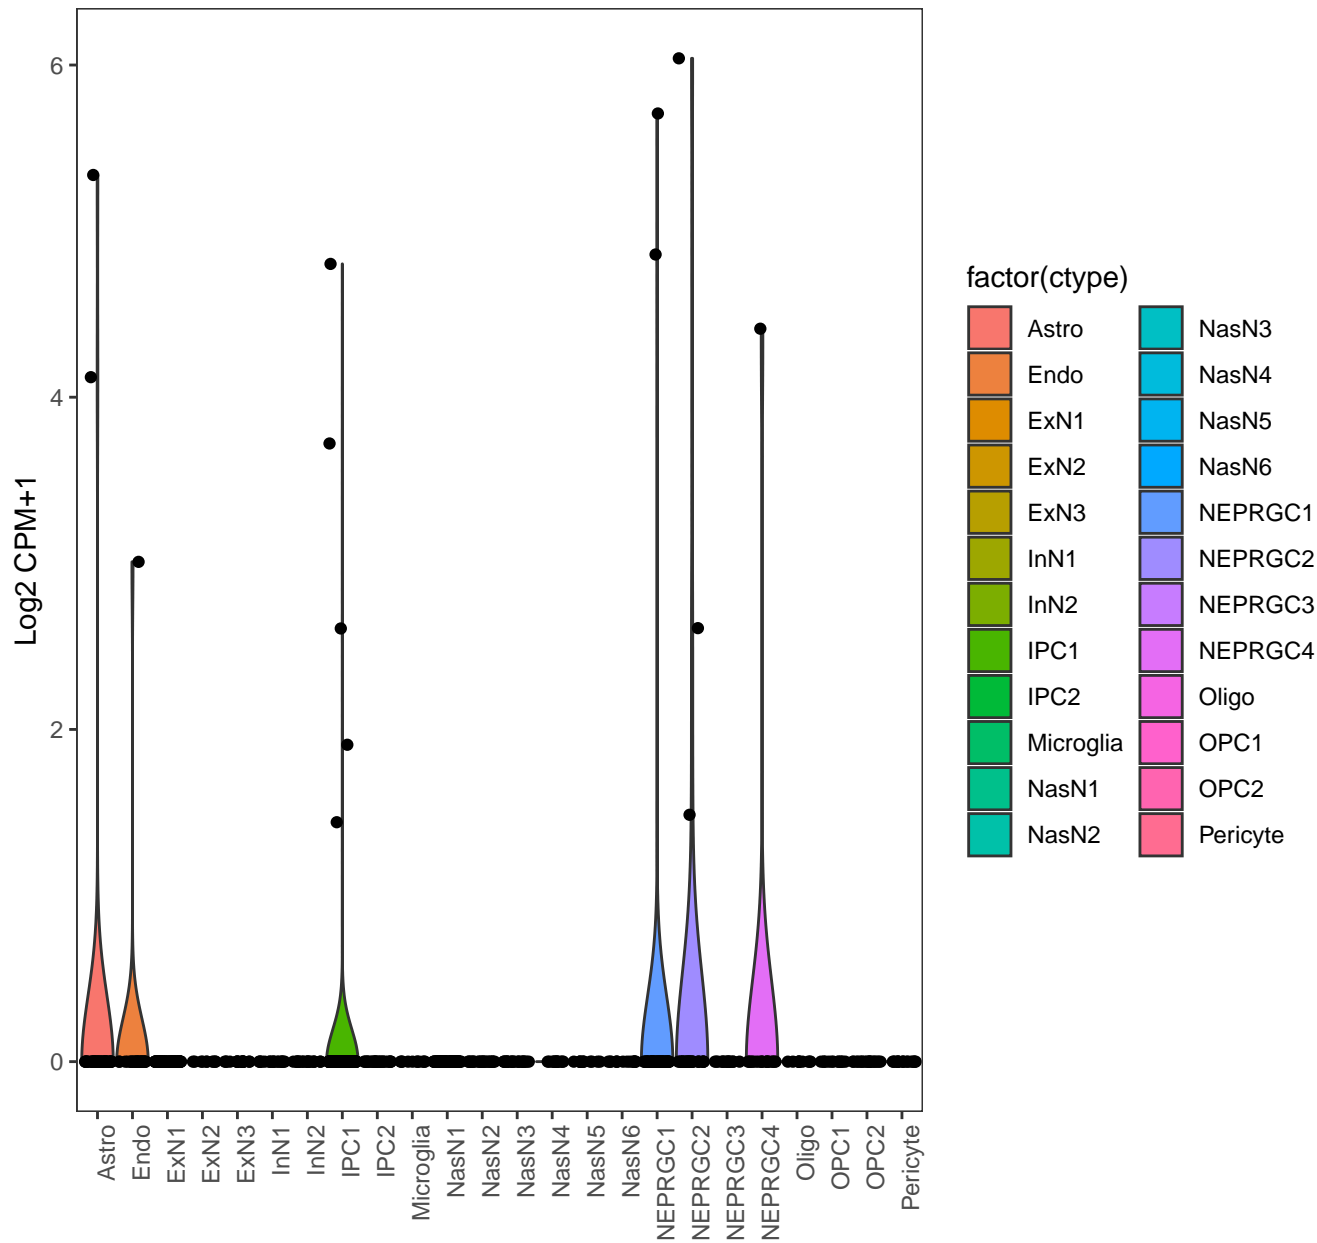 6
4
2
0
Log2 CPM+1
Astro
Endo
ExN1
ExN2
ExN3
InN1
InN2
IPC1
IPC2
Microglia
NasN1
NasN2
NasN3
NasN4
NasN5
NasN6
NEPRGC1
NEPRGC2
NEPRGC3
NEPRGC4
Oligo
OPC1
OPC2
Pericyte
factor(ctype)
Astro
Endo
ExN1
ExN2
ExN3
InN1
InN2
IPC1
IPC2
Microglia
NasN1
NasN2
NasN3
NasN4
NasN5
NasN6
NEPRGC1
NEPRGC2
NEPRGC3
NEPRGC4
Oligo
OPC1
OPC2
Pericyte